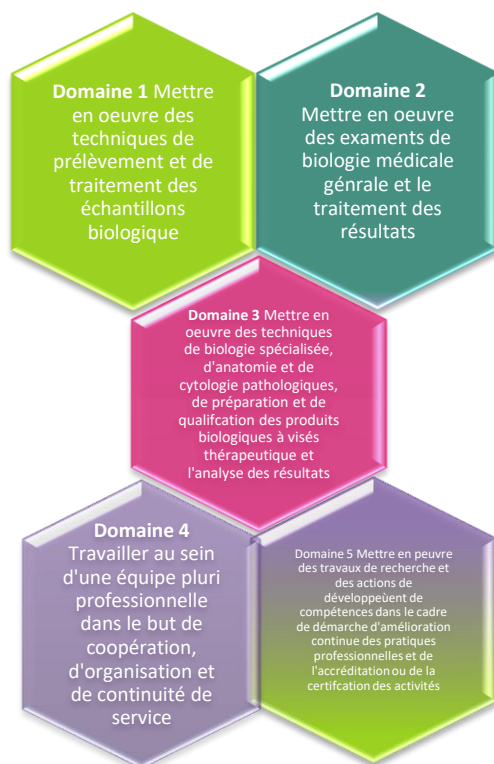 Domaine 1 Mettre
en oeuvre des
techniques de
prélèvement et de
traitement des
échantillons
biologique
Domaine 2
Mettre en oeuvre
des examents de
biologie médicale
génrale et le
traitement des
résultats
Domaine 3 Mettre en
oeuvre des techniques
de biologie spécialisée,
d'anatomie et de
cytologie pathologiques,
de préparation et de
qualifcation des produits
biologiques à visés
thérapeutique et
l'analyse des résultats
Domaine 4
Travailler au sein
d'une équipe pluri
professionnelle
dans le but de
coopération,
d'organisation et
de continuité de
service
Domaine 5 Mettre en peuvre
des travaux de recherche et
des actions de
développeùent de
compétences dans le cadre
de démarche d'amélioration
continue des pratiques
professionnelles et de
l'accréditation ou de la
certifcation des activités